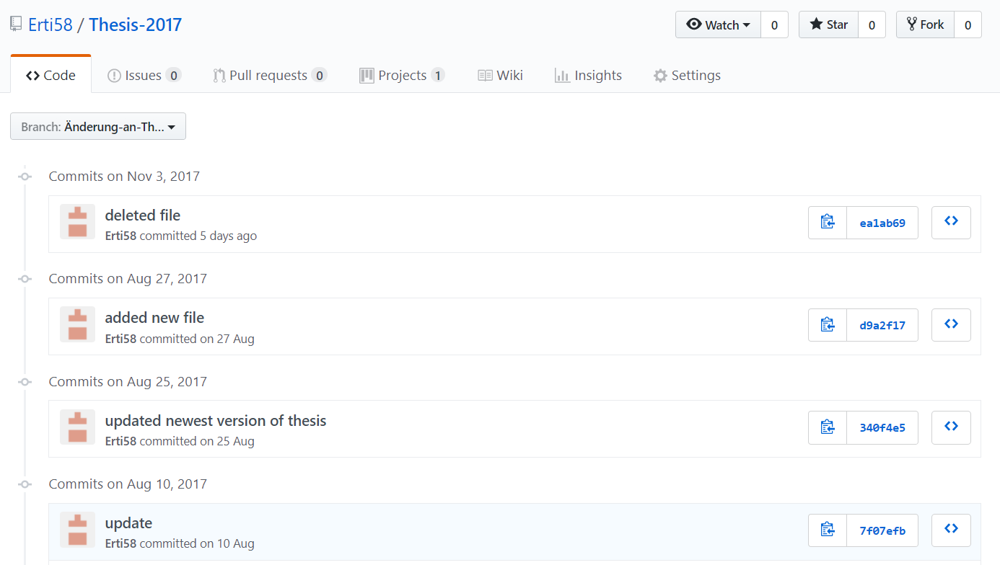 Erti58 / Thesis-2017
Watch 0 Star 0 Fork 0
Code Issues 0 Pull requests 0 Projects 1 Wiki Insights Settings
Branch: Änderung-an-Th...
Commits on Nov 3, 2017
deleted file
Erti58 committed 5 days ago
ea1ab69
Commits on Aug 27, 2017
added new file
Erti58 committed on 27 Aug
d9a2f17
Commits on Aug 25, 2017
updated newest version of thesis
Erti58 committed on 25 Aug
340f4e5
Commits on Aug 10, 2017
update
Erti58 committed on 10 Aug
7f07efb